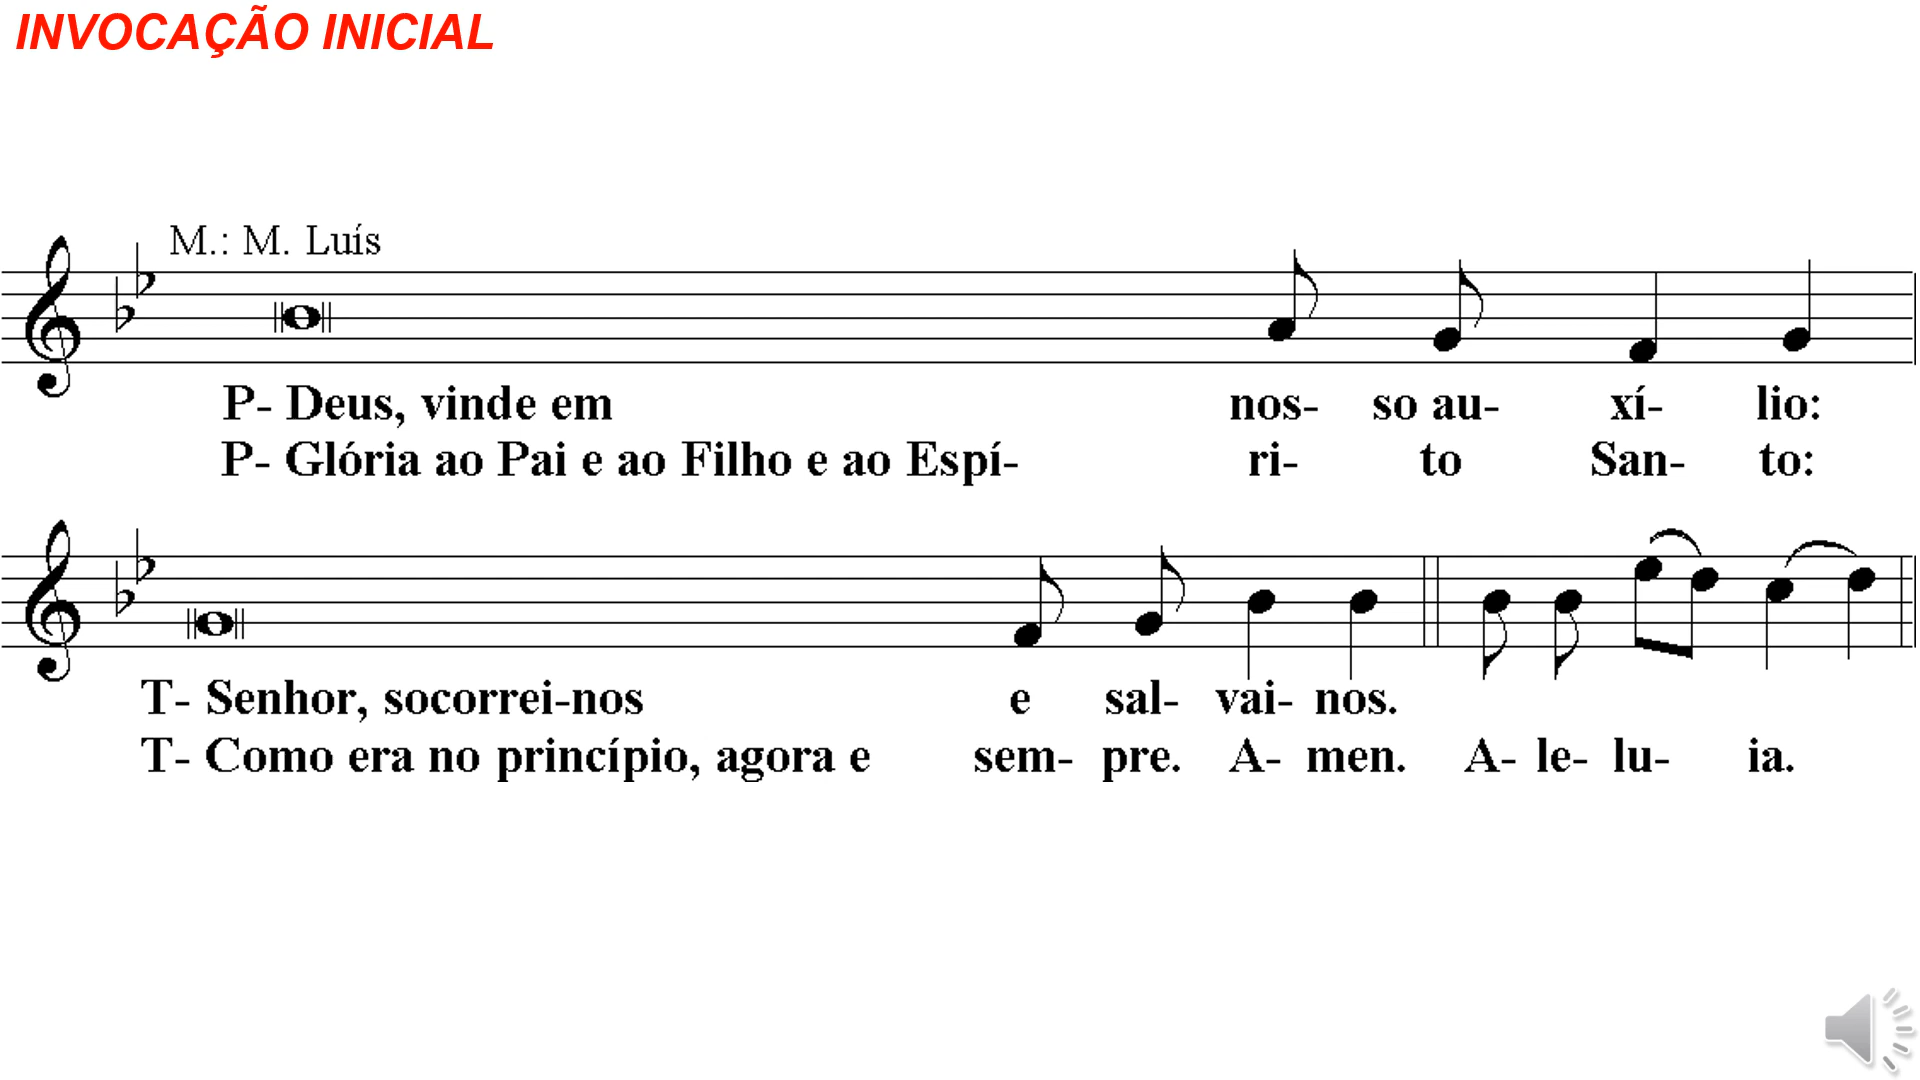 INVOCAÇÃO INICIAL
M.: M. Luís
P- Deus, vinde em nos- so au- xí- lio:
P- Glória ao Pai e ao Filho e ao Espí- ri- to San- to:
T- Senhor, socorrei-nos e sal- vai- nos.
T- Como era no princípio, agora e sem- pre. A- men. A- le- lu- ia.